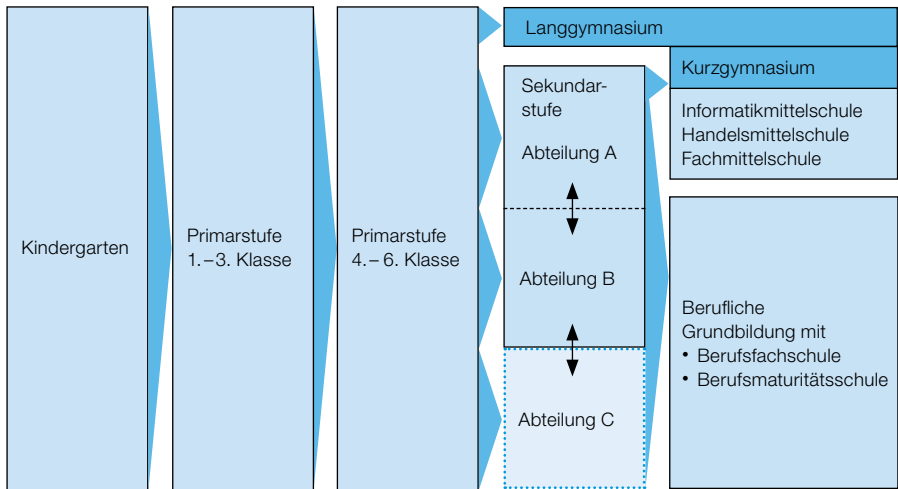 Kindergarten
Primarstufe
1.–3. Klasse
Primarstufe
4.–6. Klasse
Langgymnasium
Sekundar-
stufe
Abteilung A
Abteilung B
Abteilung C
Kurzgymnasium
Informatikmittelschule
Handelsmittelschule
Fachmittelschule
Berufliche
Grundbildung mit
• Berufsfachschule
• Berufsmaturitätsschule